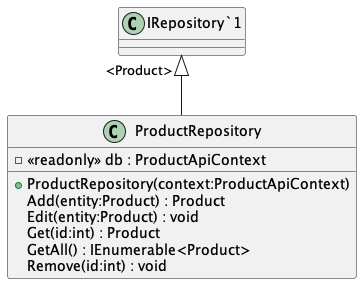 C IRepository`1
<Product>
C ProductRepository
«readonly» db : ProductApiContext
ProductRepository(context:ProductApiContext)
Add(entity:Product) : Product
Edit(entity:Product) : void
Get(id:int) : Product
GetAll() : IEnumerable<Product>
Remove(id:int) : void